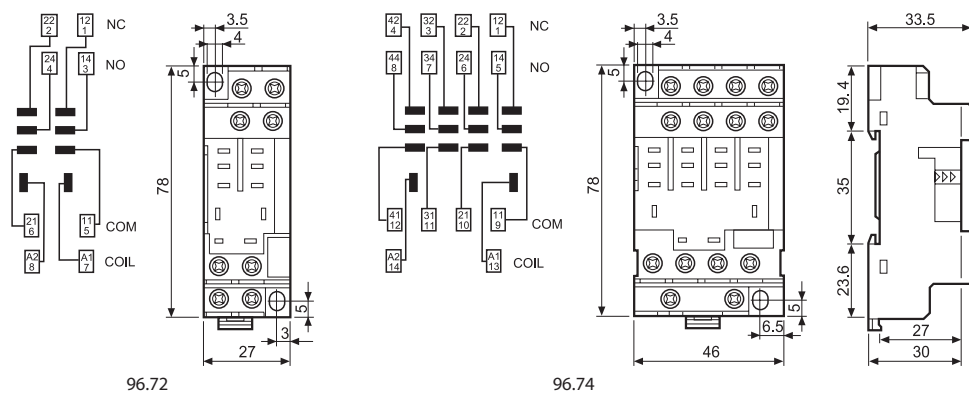 22 2 12 1 NC
24 4 14 3 NO
21 6 11 5 COM
A2 8 A1 7 COIL
3.5
4
5
78
5
3
27
96.72
42 4 32 3 22 2 12 1 NC
44 8 34 7 24 6 14 5 NO
41 12 31 11 21 10 11 9 COM
A2 14 A1 13 COIL
3.5
4
5
78
5
6.5
46
96.74
33.5
19.4
35
23.6
27
30